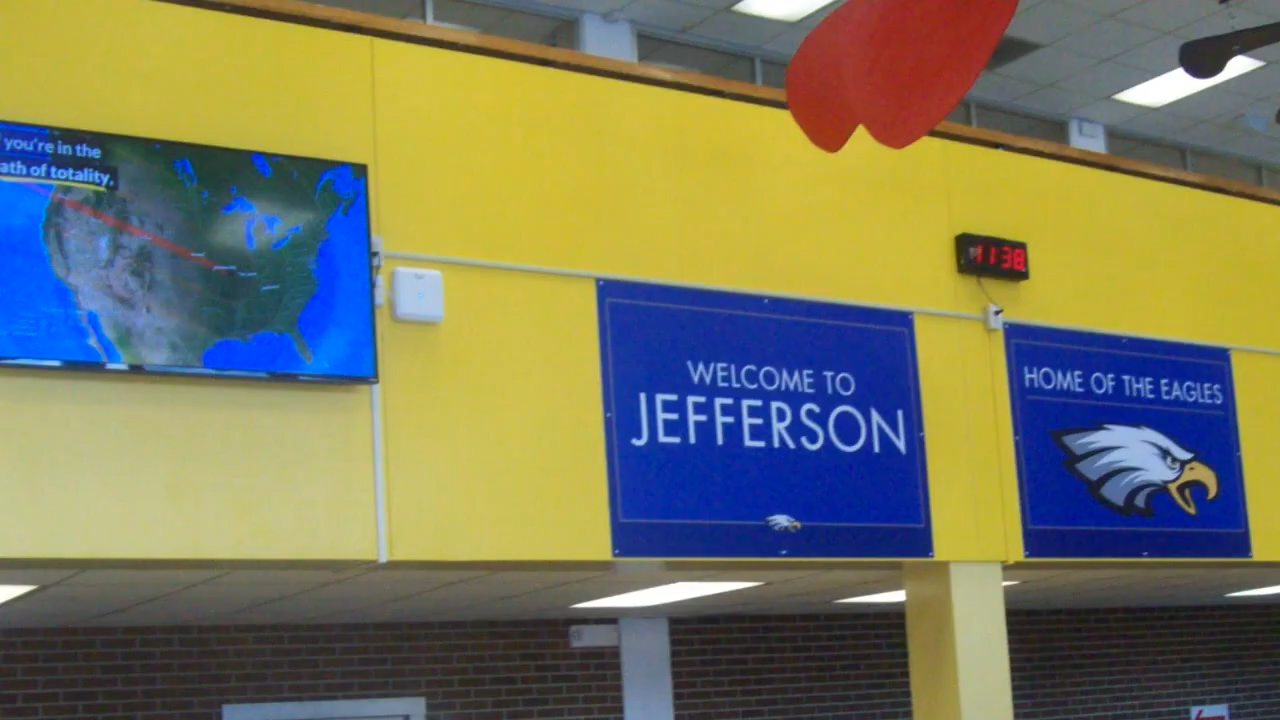 you're in the
ath of totality,
11:38
WELCOME TO
JEFFERSON
HOME OF THE EAGLES